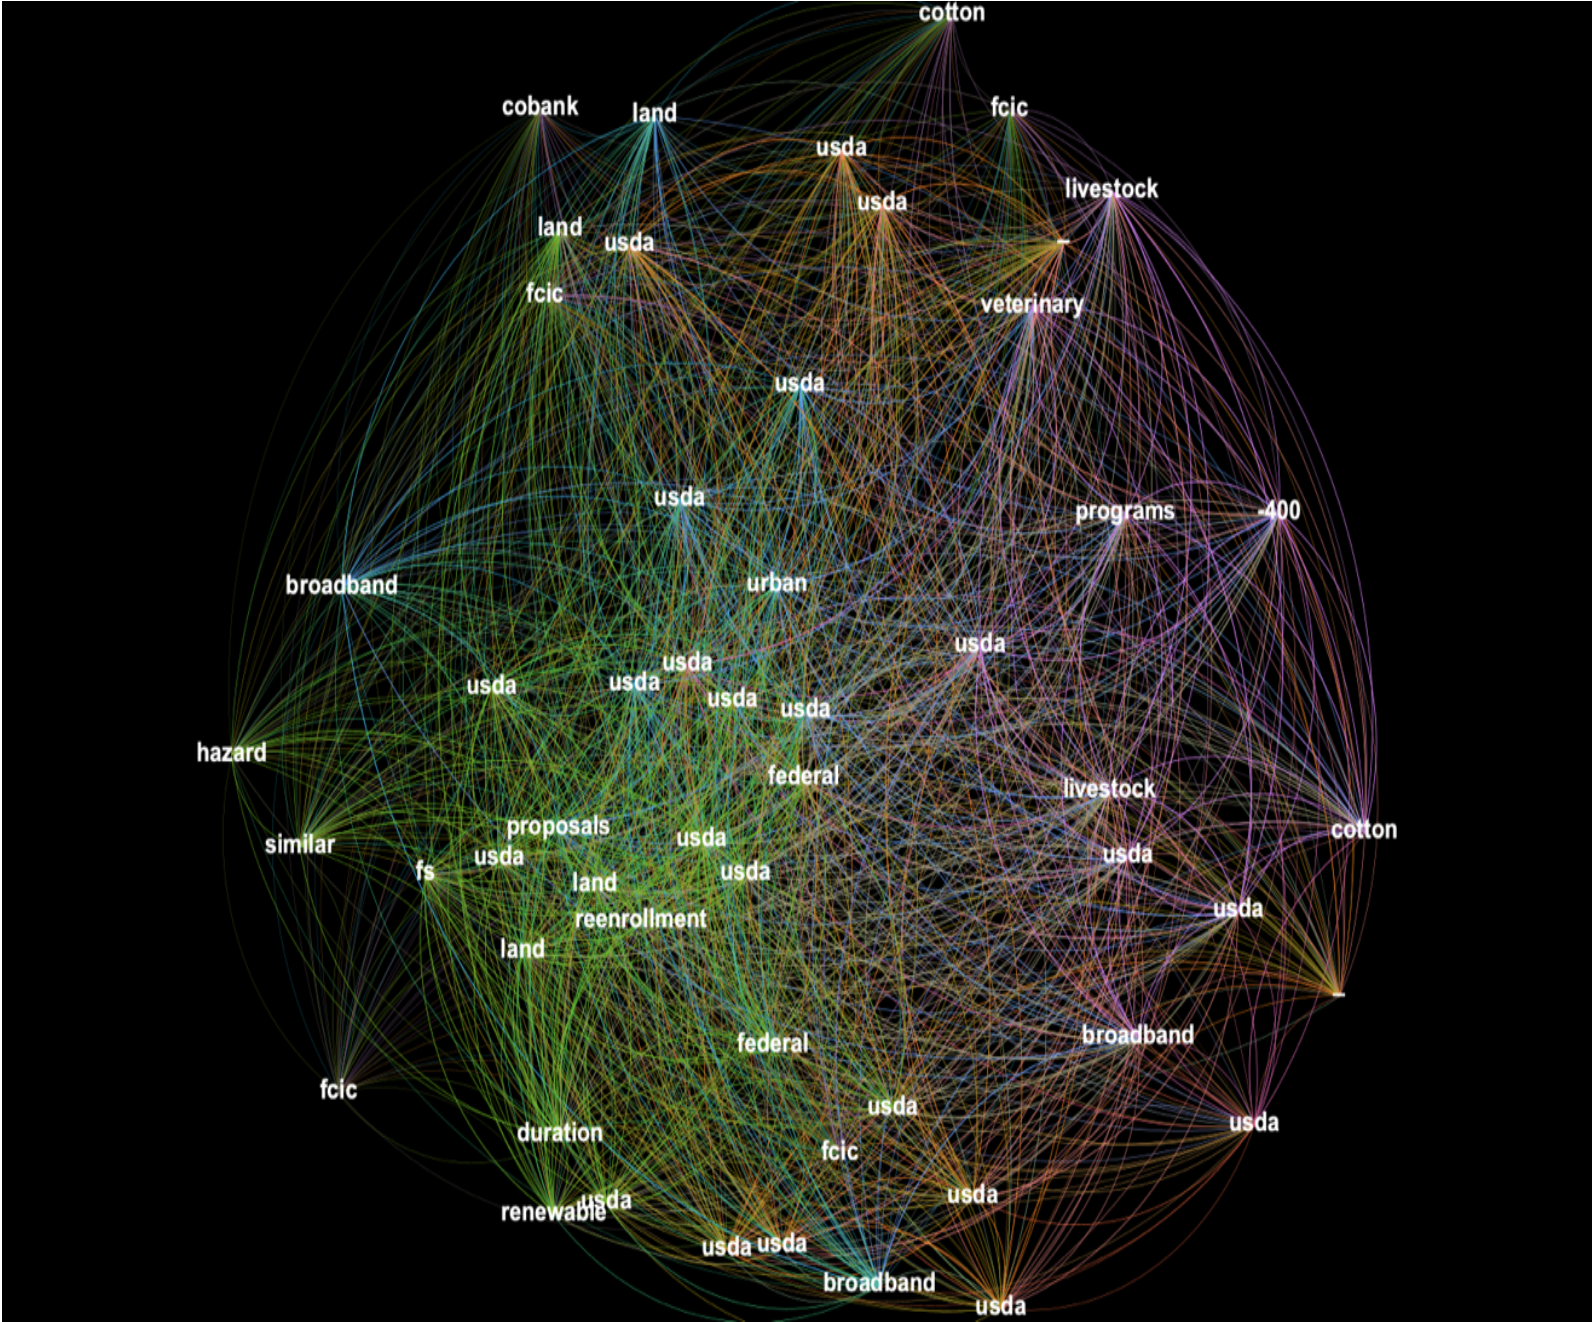 cotton
cobank
land
fcic
usda
livestock
usda
land
usda
–
fcic
veterinary
usda
usda
programs
-400
broadband
urban
usda
usda
usda
usda
usda
usda
hazard
federal
livestock
proposals
cotton
usda
similar
usda
usda
fs
usda
land
usda
reenrollment
land
–
broadband
federal
fcic
usda
usda
duration
fcic
usda
usda
renewable
usda
usda
broadband
usda